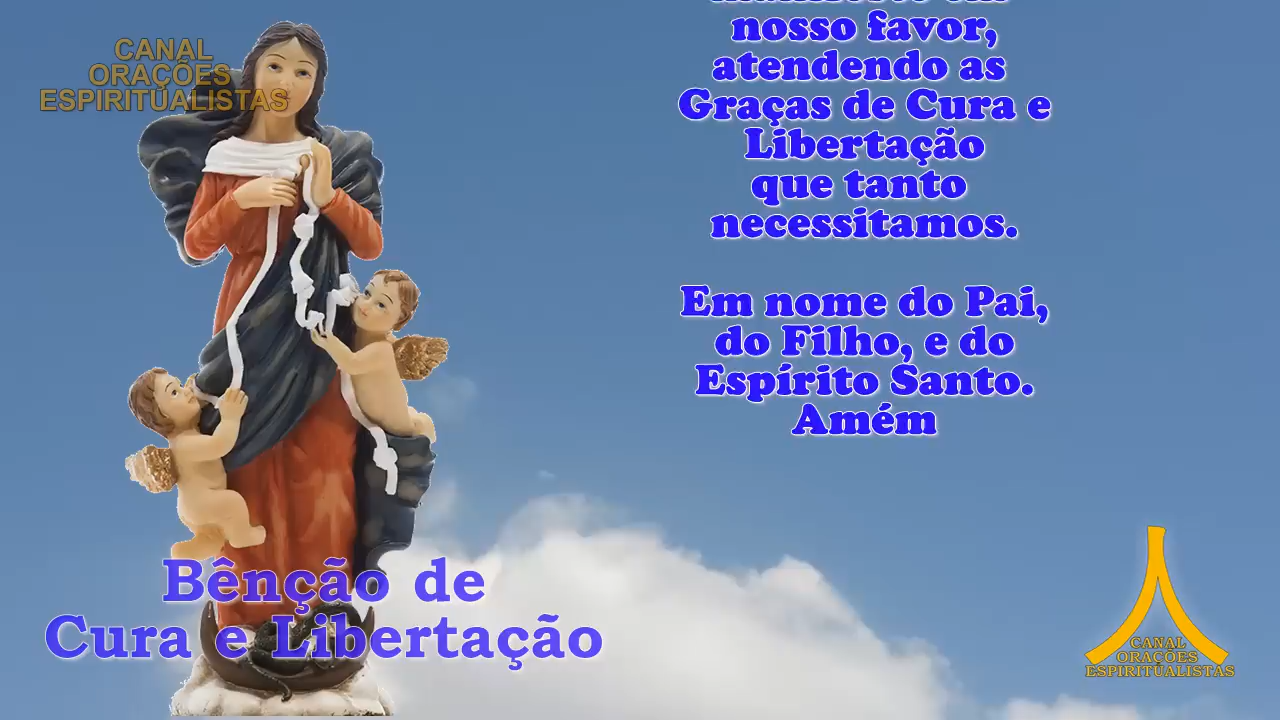 CANAL
ORAÇÕES
ESPIRITUALISTAS
nosso favor,
atendendo as
Graças de Cura e
Libertação
que tanto
necessitamos.
Em nome do Pai,
do Filho, e do
Espírito Santo.
Amém
Bênção de
Cura e Libertação
CANAL
ORAÇÕES
ESPIRITUALISTAS